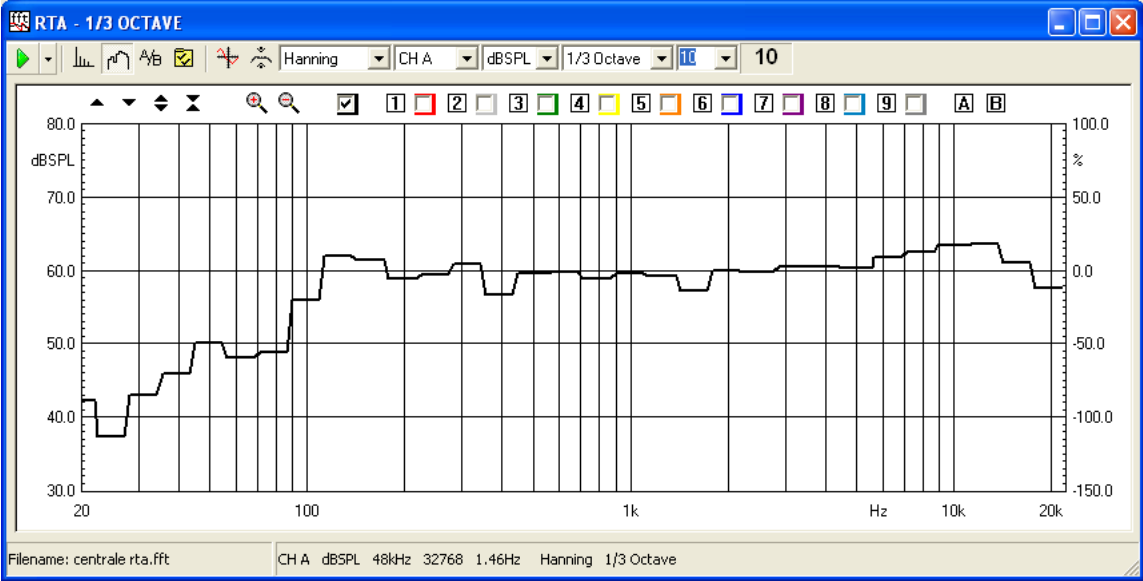 RTA - 1/3 OCTAVE
A/B Hanning CH A dBSPL 1/3 Octave 10 10
1 2 3 4 5 6 7 8 9 A B
80.0 100.0
dBSPL %
70.0 50.0
60.0 0.0
50.0 -50.0
40.0 -100.0
30.0 -150.0
20 100 1k Hz 10k 20k
Filename: centrale rta.fft CH A dBSPL 48kHz 32768 1.46Hz Hanning 1/3 Octave